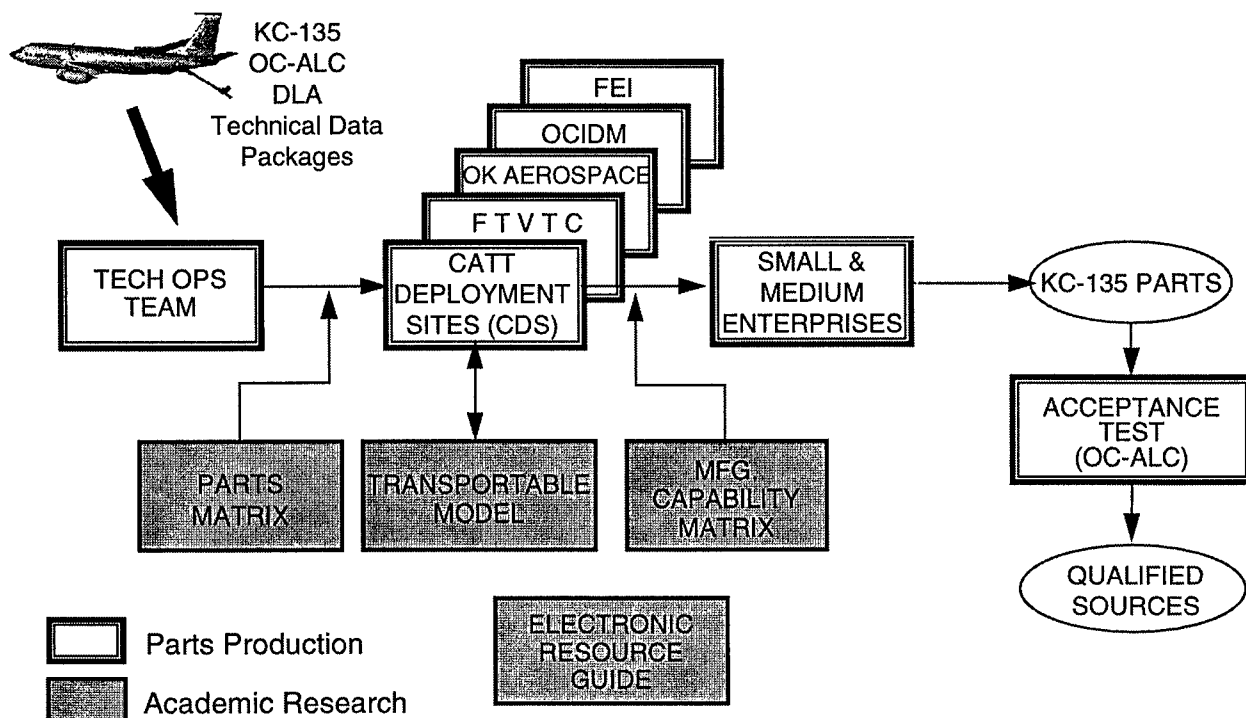 KC-135
OC-ALC
DLA
Technical Data
Packages
FEI
OCIDM
OK AEROSPACE
F T V T C
TECH OPS
TEAM
CATT
DEPLOYMENT
SITES (CDS)
SMALL &
MEDIUM
ENTERPRISES
KC-135 PARTS
ACCEPTANCE
TEST
(OC-ALC)
QUALIFIED
SOURCES
PARTS
MATRIX
TRANSPORTABLE
MODEL
MFG.
CAPABILITY
MATRIX
ELECTRONIC
RESOURCE
GUIDE
Parts Production
Academic Research